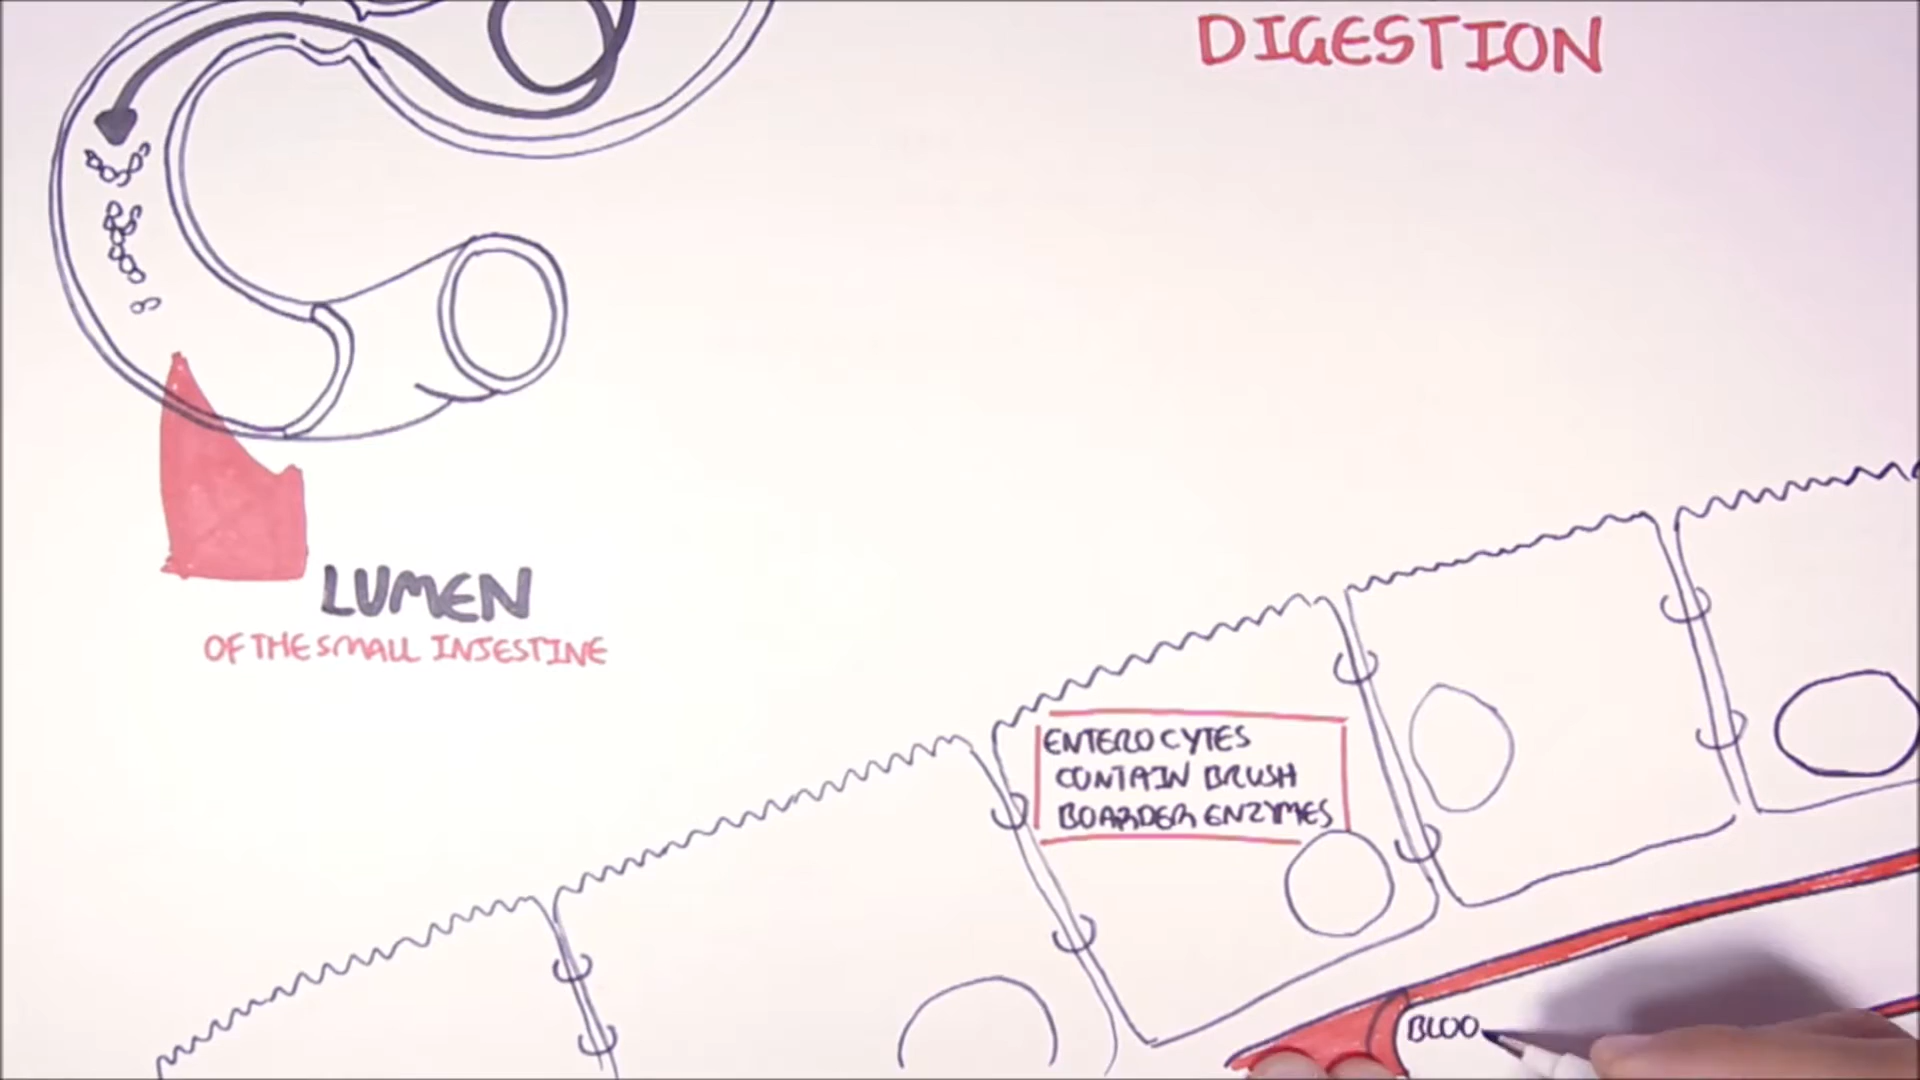 DIGESTION
LUMEN
OF THE SMALL INTESTINE
ENTEROCYTES
CONTAIN BRUSH
BOARDER ENZYMES
BLOO